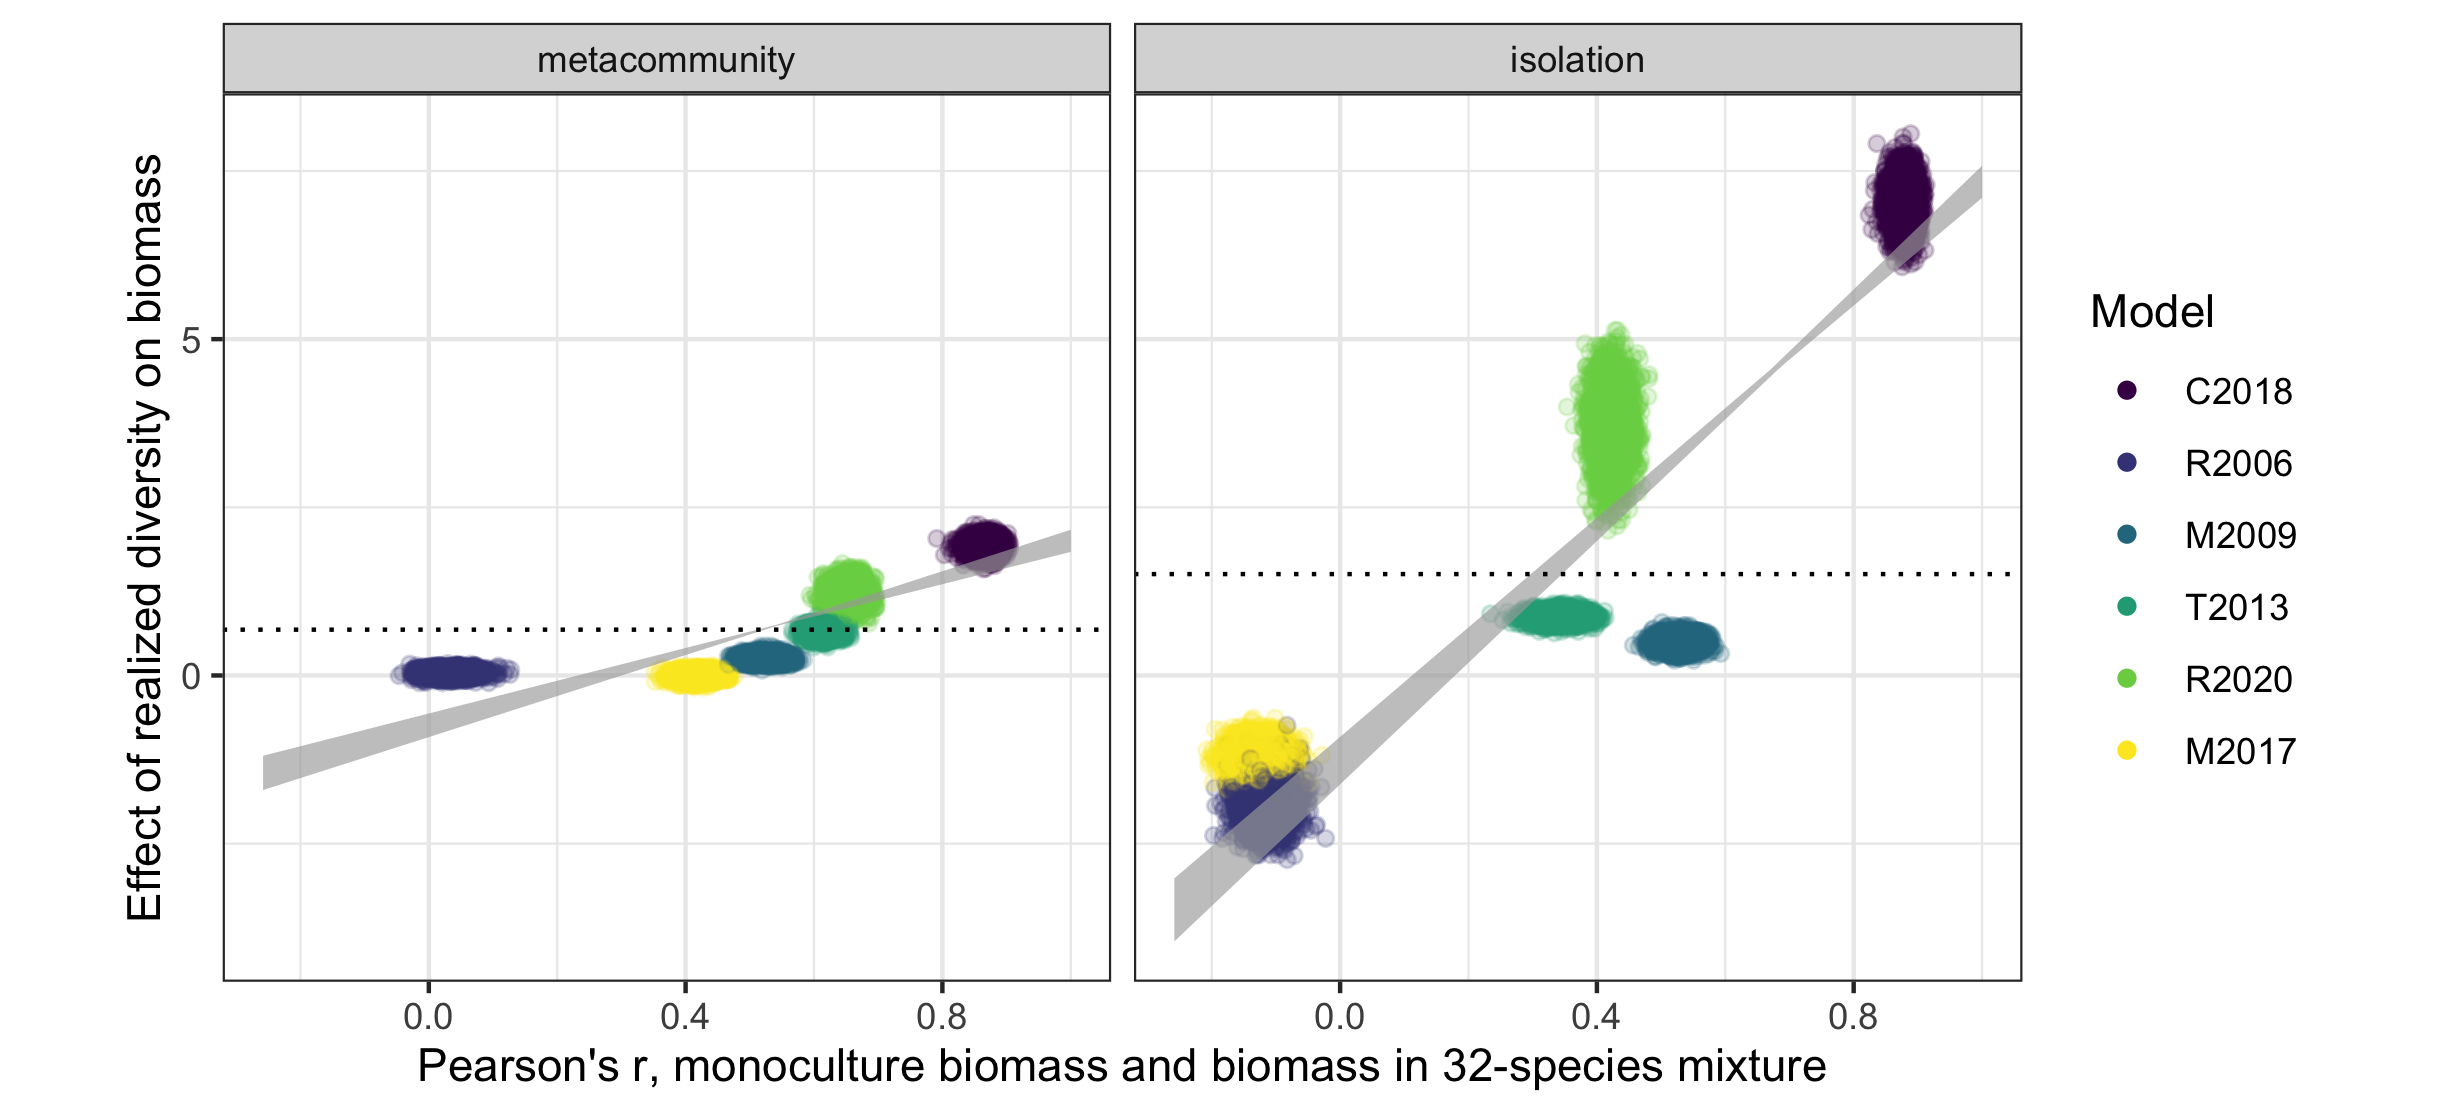 metacommunity
isolation
Effect of realized diversity on biomass
5
0
0.0
0.4
0.8
0.0
0.4
0.8
Pearson's r, monoculture biomass and biomass in 32-species mixture
Model
C2018
R2006
M2009
T2013
R2020
M2017